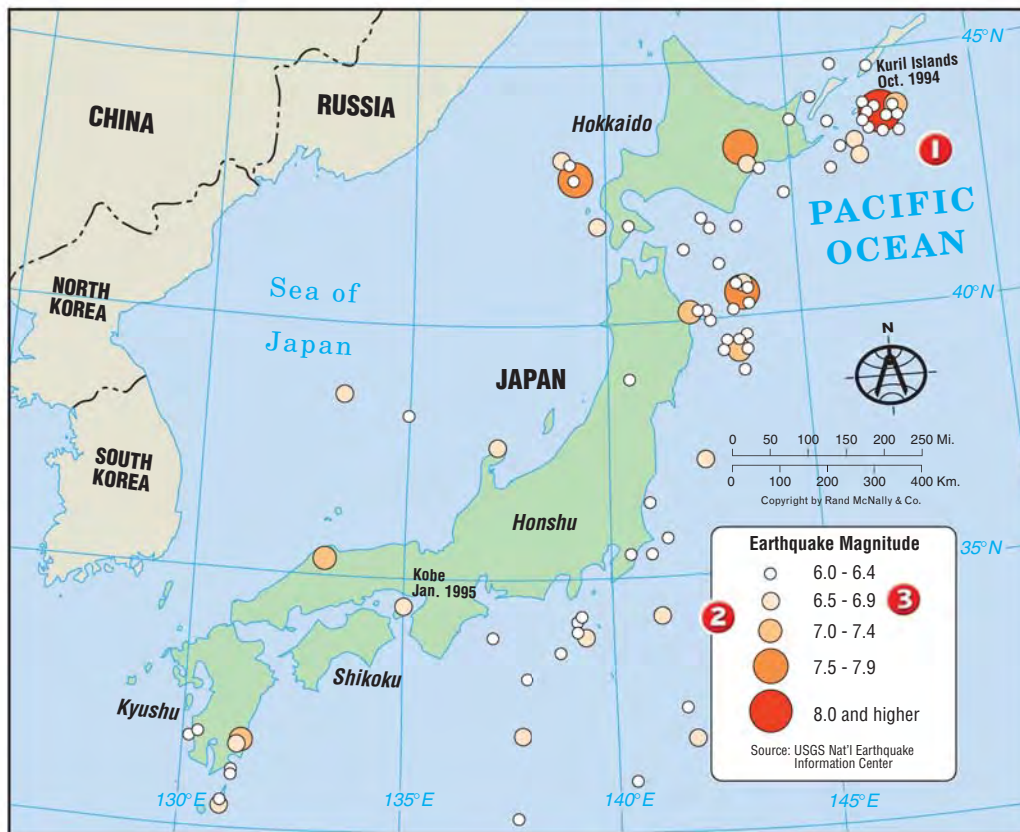 45°N
Kuril Islands
Oct. 1994
RUSSIA
CHINA
Hokkaido
1
PACIFIC
OCEAN
NORTH
KOREA
Sea of
Japan
40°N
N
JAPAN
0 50 100 150 200 250 Mi.
0 100 200 300 400 Km.
Copyright by Rand McNally & Co.
SOUTH
KOREA
Honshu
35°N
Earthquake Magnitude
6.0 - 6.4
6.5 - 6.9
7.0 - 7.4
7.5 - 7.9
8.0 and higher
Source: USGS Nat'l Earthquake
Information Center
2
3
Kobe
Jan. 1995
Shikoku
Kyushu
130°E
135°E
140°E
145°E